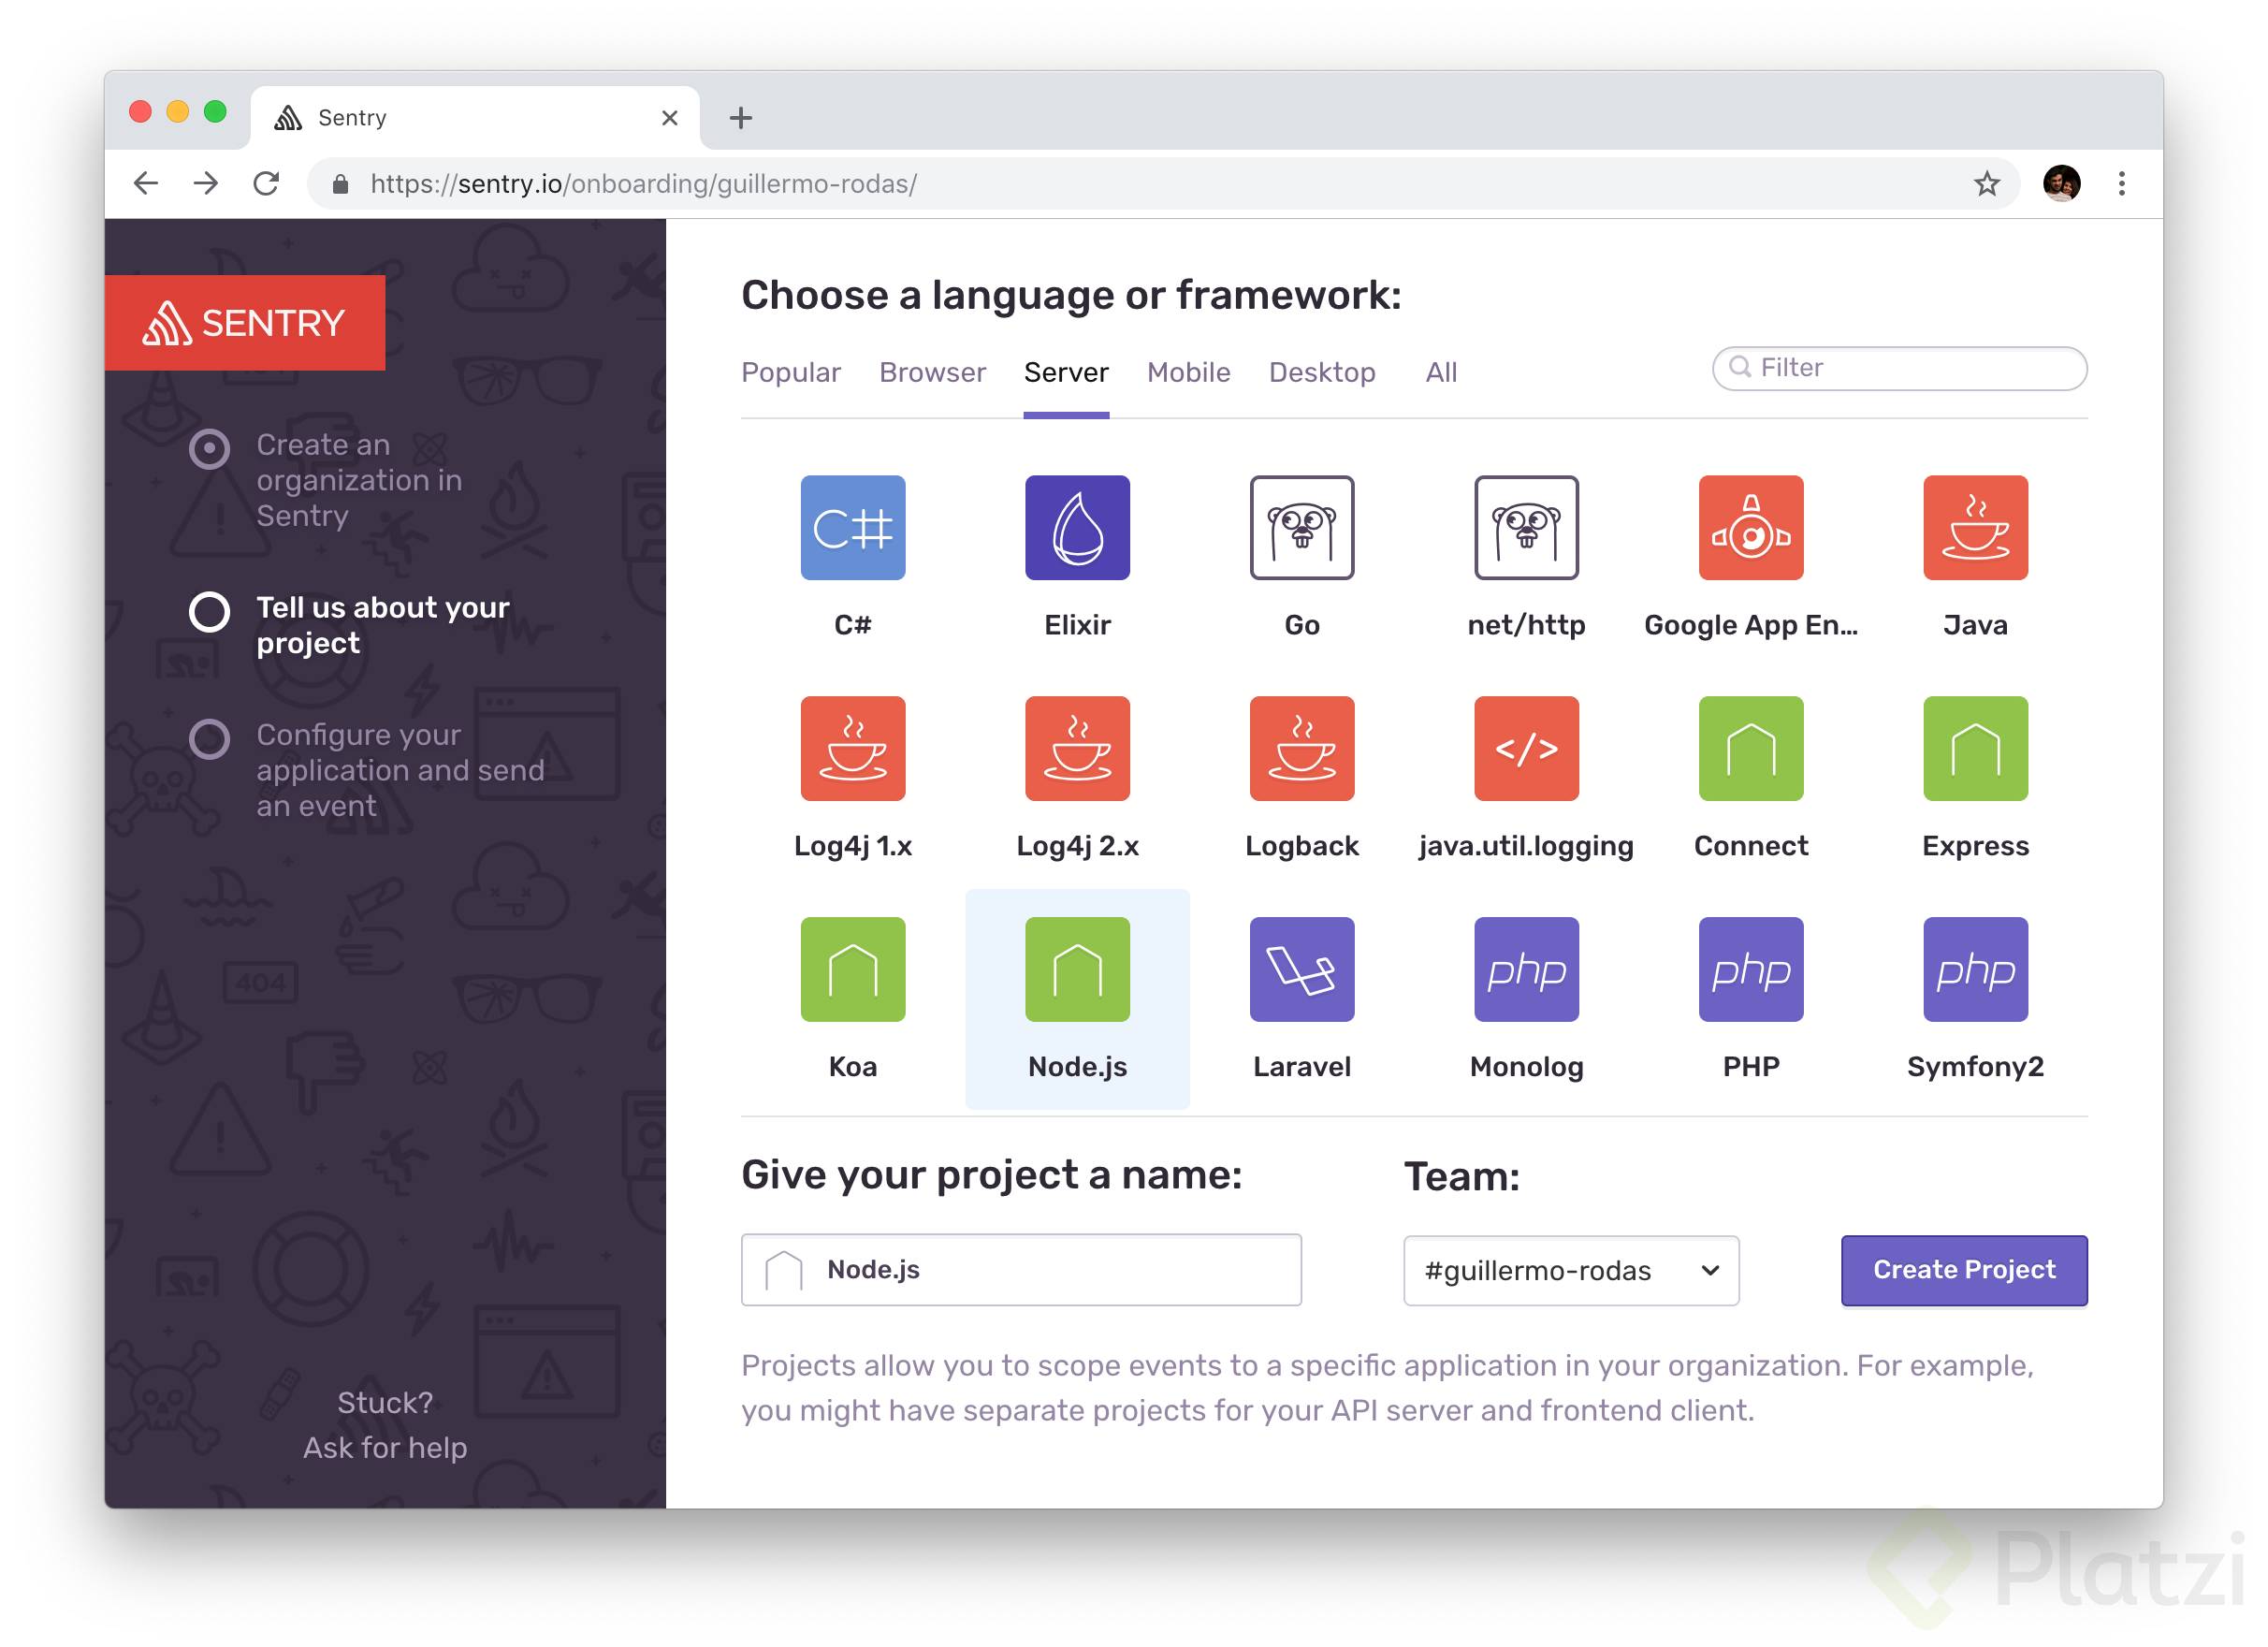 Sentry
https://sentry.io/onboarding/guillermo-rodas/
SENTRY
Create an
organization in
Sentry
Tell us about your
project
Configure your
application and send
an event
404
Stuck?
Ask for help
Choose a language or framework:
Popular Browser Server Mobile Desktop All
Filter
C#
C# Elixir Go net/http Google App En... Java
</>
Log4j 1.x Log4j 2.x Logback java.util.logging Connect Express
php php php
Koa Node.js Laravel Monolog PHP Symfony2
Give your project a name: Team:
Node.js #guillermo-rodas Create Project
Projects allow you to scope events to a specific application in your organization. For example,
you might have separate projects for your API server and frontend client.
Platzi